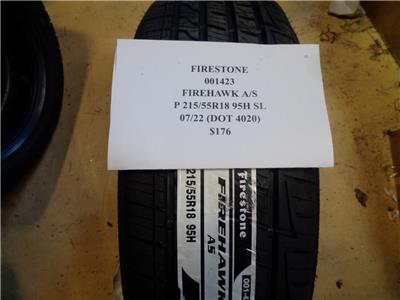 FIRESTONE
001423
FIREHAWK A/S
P 215/55R18 95H SL
07/22 (DOT 4020)
$176
215/55R18 95H
FIREHAWK
AS
Firestone